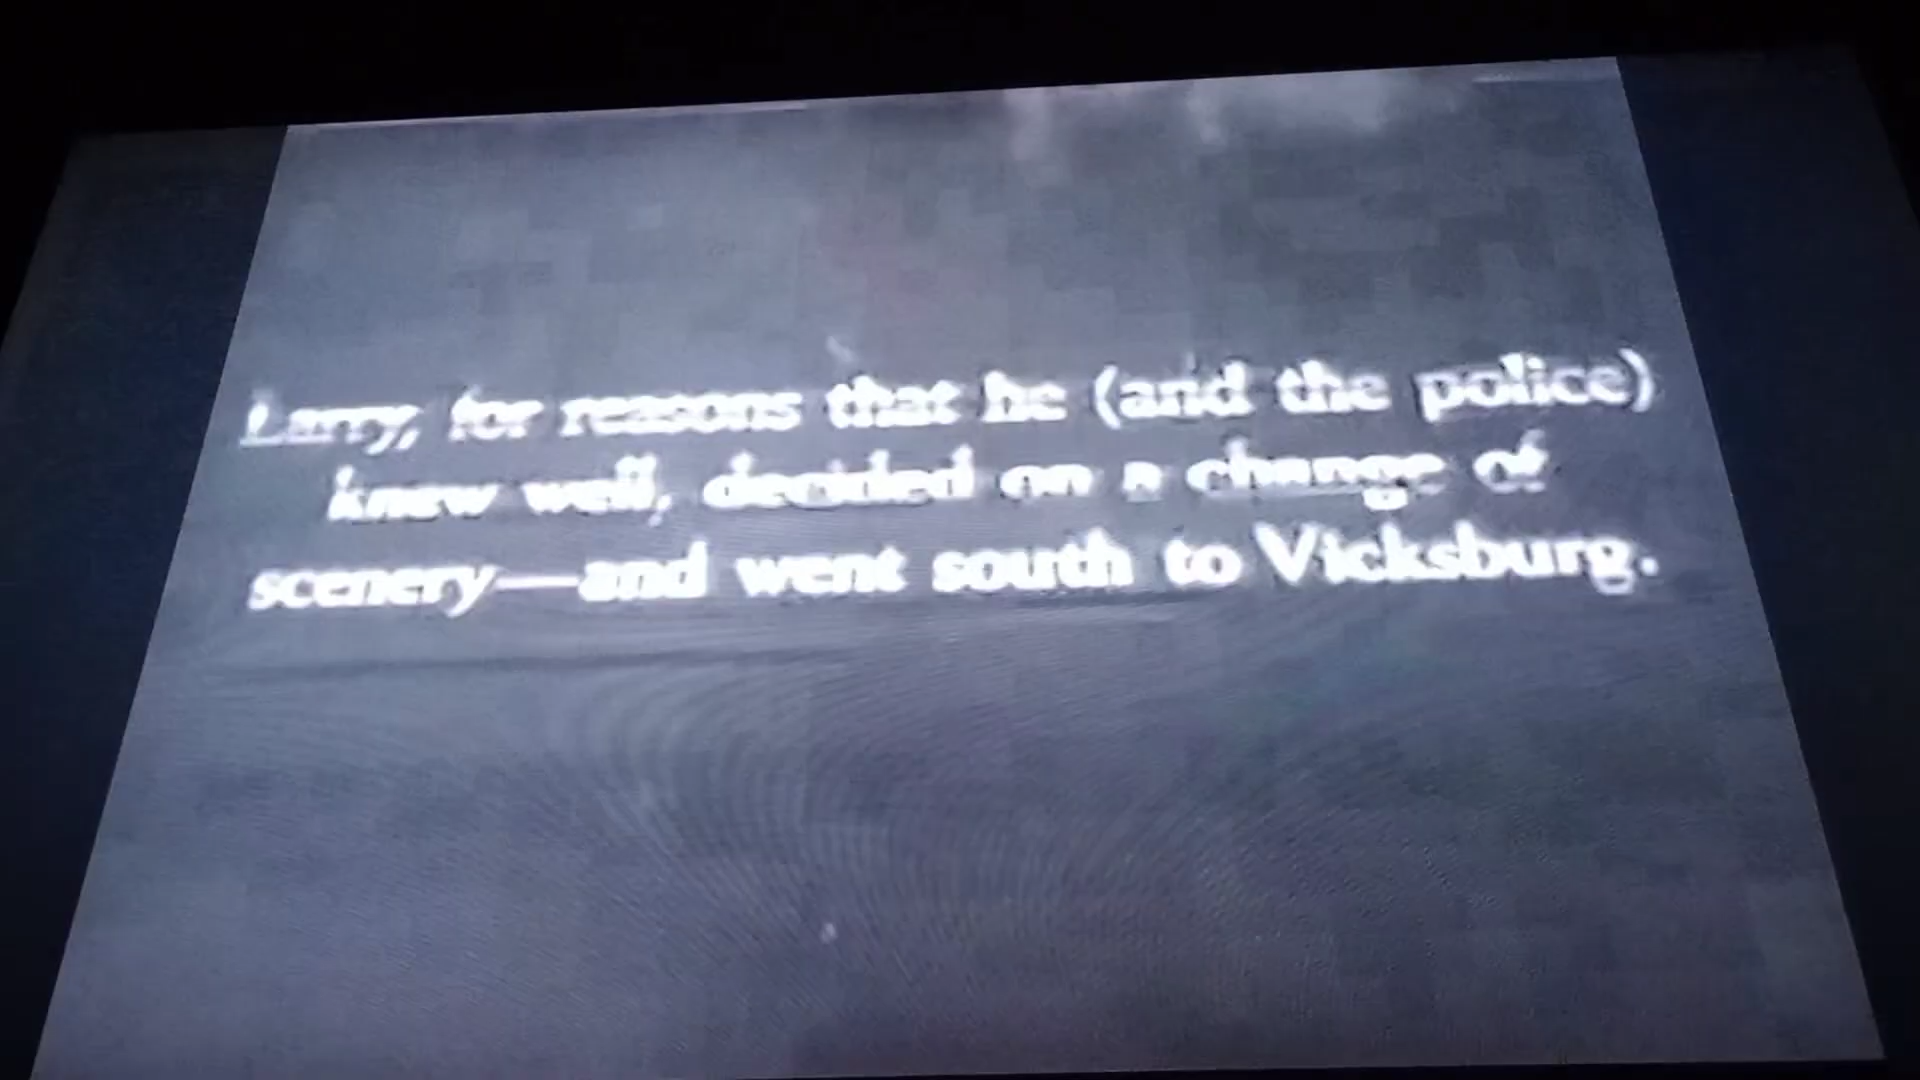 Larry, for reasons that he (and the police)
knew well, decided on a change of
scenery—and went south to Vicksburg.